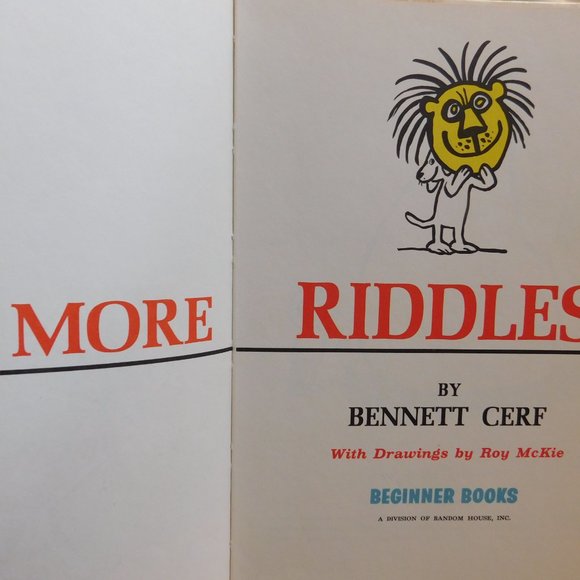 MORE RIDDLES
BY
BENNETT CERF
With Drawings by Roy McKie
BEGINNER BOOKS
A DIVISION OF RANDOM HOUSE, INC.